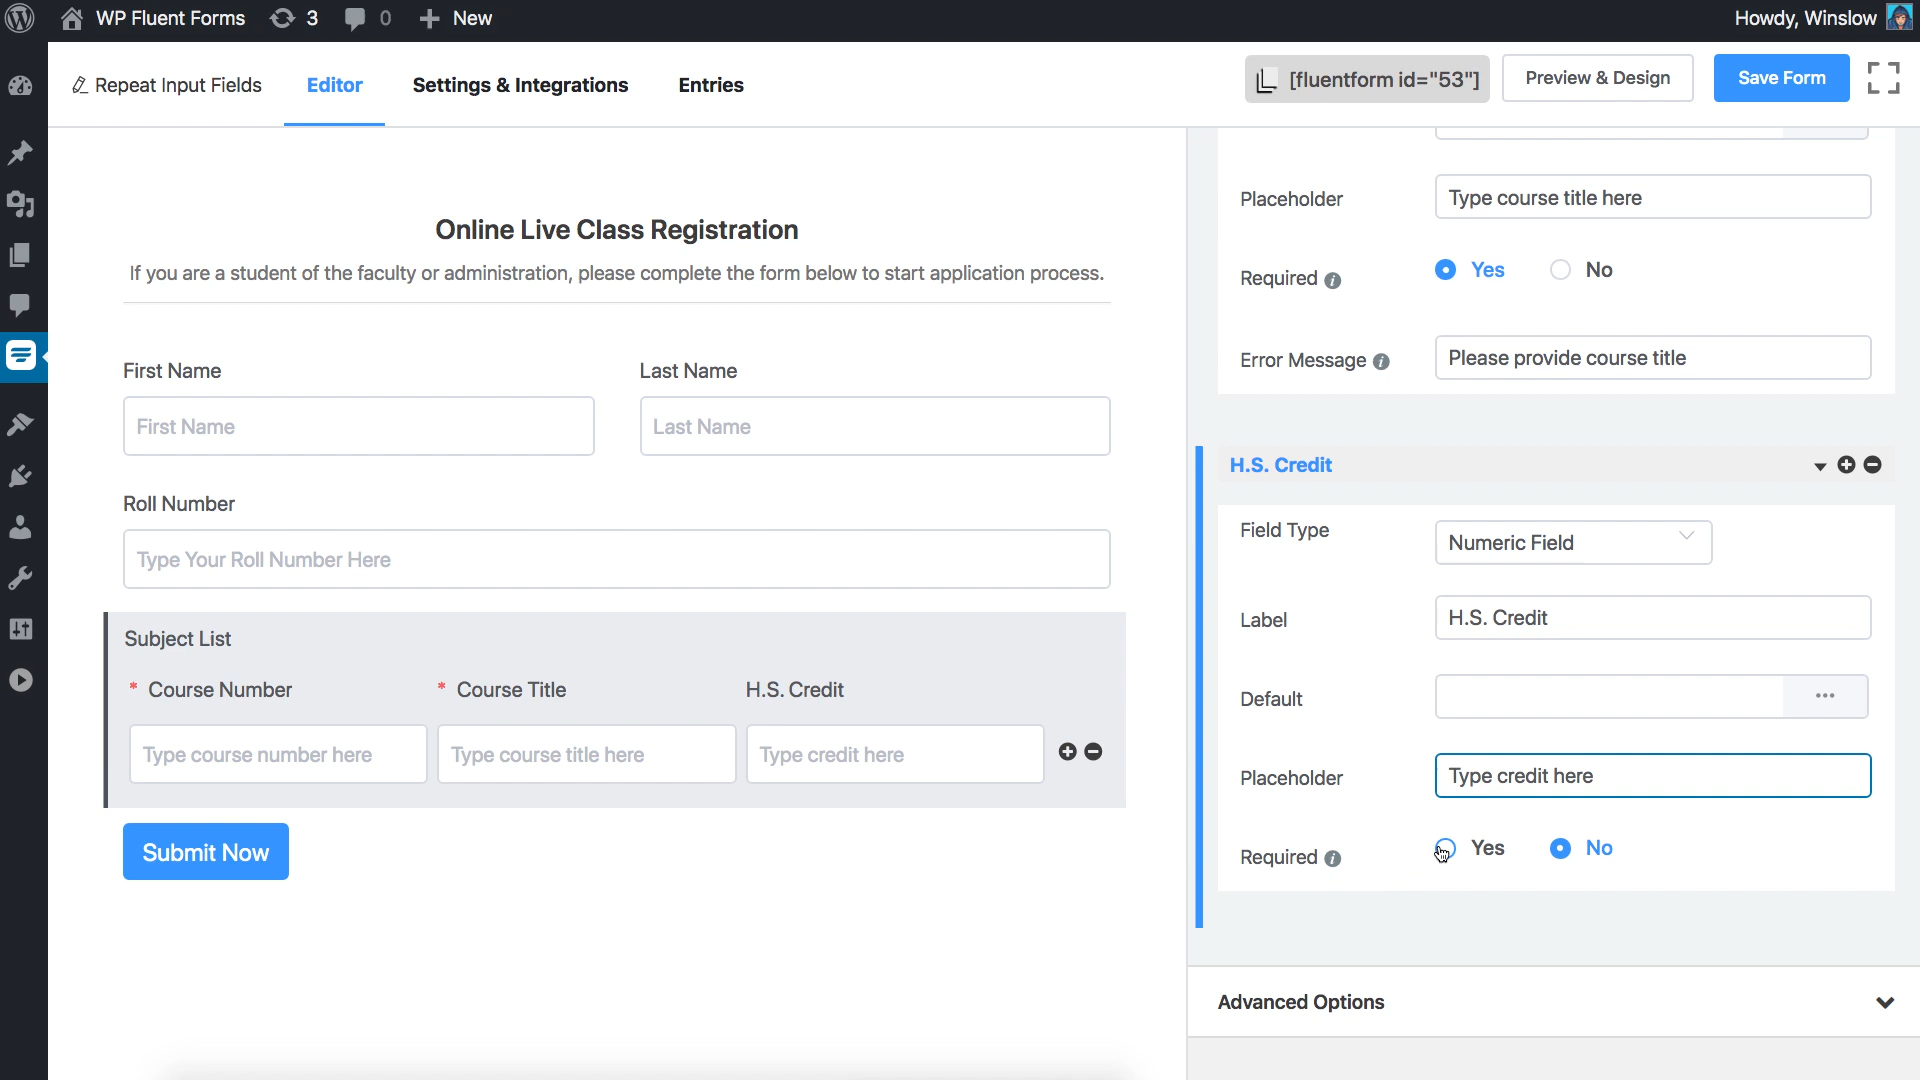 WP Fluent Forms 3 0 New Howdy, Winslow
Repeat Input Fields Editor Settings & Integrations Entries [fluentform id="53"] Preview & Design Save Form
Online Live Class Registration
If you are a student of the faculty or administration, please complete the form below to start application process.
First Name Last Name
First Name Last Name
Roll Number
Type Your Roll Number Here
Subject List
* Course Number * Course Title H.S. Credit
Type course number here Type course title here Type credit here
Submit Now
Placeholder Type course title here
Required Yes No
Error Message Please provide course title
H.S. Credit
Field Type Numeric Field
Label H.S. Credit
Default ...
Placeholder Type credit here
Required Yes No
Advanced Options